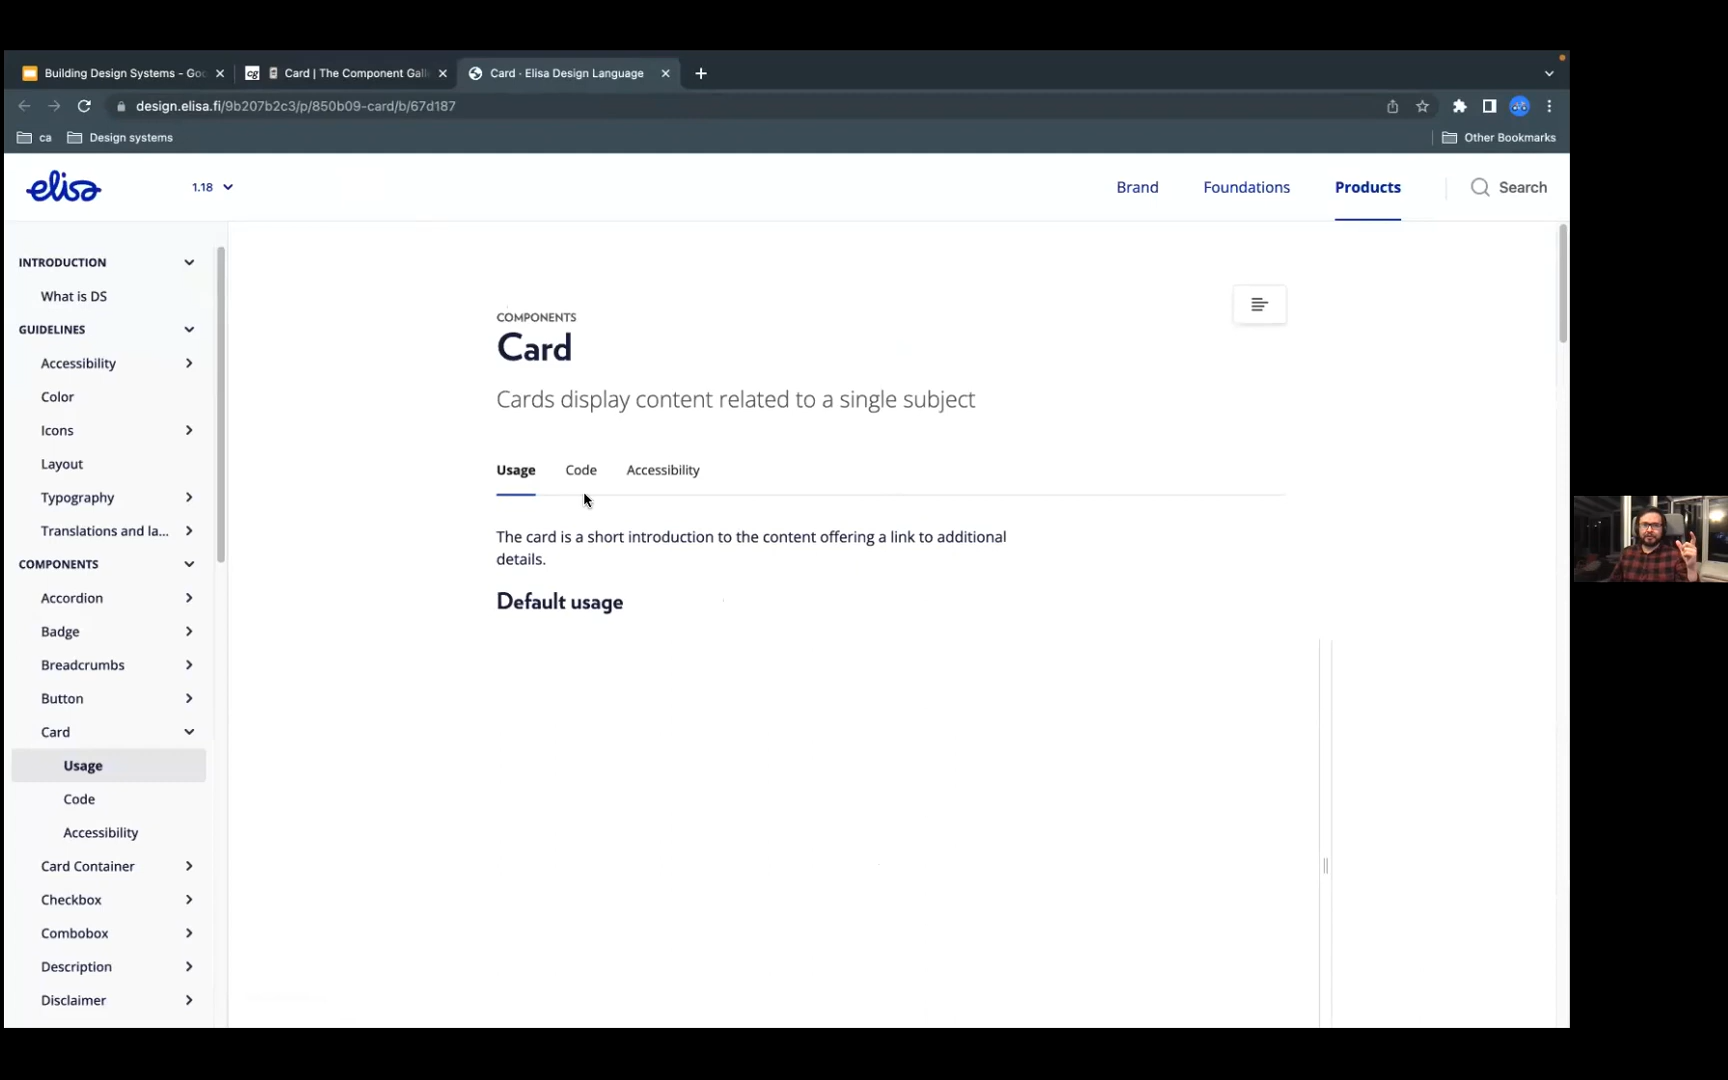 Building Design Systems - Goo
cg
Card | The Component Gall
Card · Elisa Design Language
design.elisa.fi/9b207b2c3/p/850b09-card/b/67d187
ca
Design systems
Other Bookmarks
elisa
1.18
Brand
Foundations
Products
Search
INTRODUCTION
What is DS
GUIDELINES
Accessibility
Color
Icons
Layout
Typography
Translations and la...
COMPONENTS
Accordion
Badge
Breadcrumbs
Button
Card
Usage
Code
Accessibility
Card Container
Checkbox
Combobox
Description
Disclaimer
COMPONENTS
Card
Cards display content related to a single subject
Usage
Code
Accessibility
The card is a short introduction to the content offering a link to additional
details.
Default usage